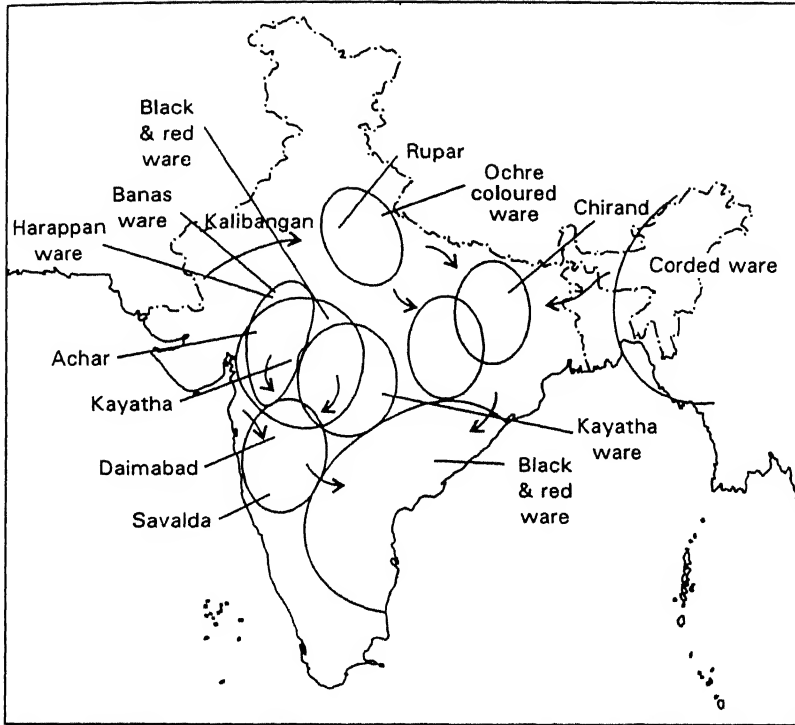 Black
& red
ware
Rupar
Ochre
coloured
ware
Banas
ware
Kalibangan
Chirand
Harappan
ware
Corded ware
Achar
Kayatha
Kayatha
ware
Daimabad
Black
& red
ware
Savalda